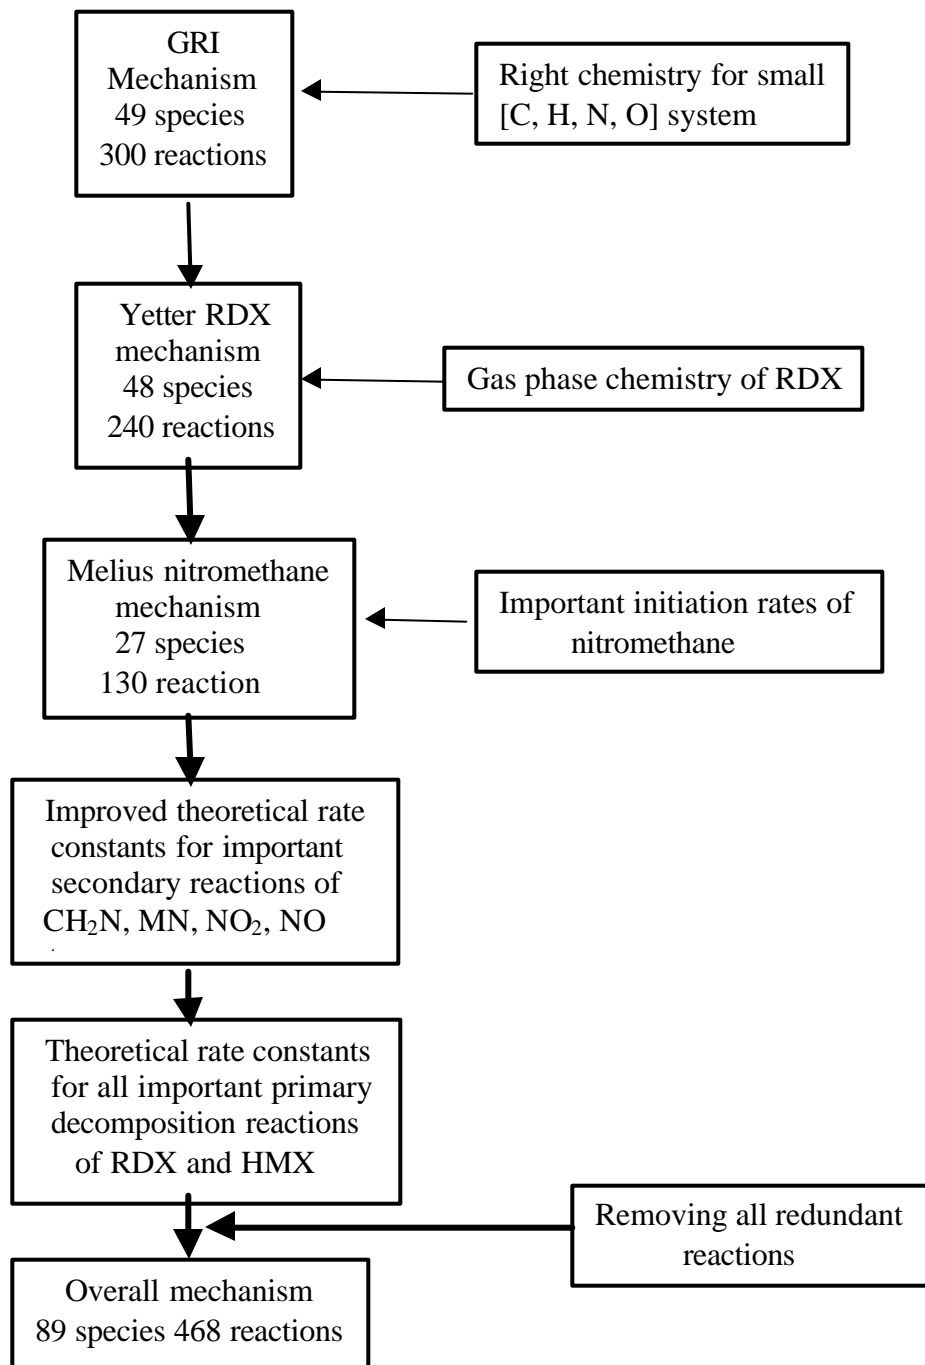 GRI
Mechanism
49 species
300 reactions
Right chemistry for small
[C, H, N, O] system
Yetter RDX
mechanism
48 species
240 reactions
Gas phase chemistry of RDX
Melius nitromethane
mechanism
27 species
130 reaction
Important initiation rates of
nitromethane
Improved theoretical rate
constants for important
secondary reactions of
CH₂N, MN, NO₂, NO
Theoretical rate constants
for all important primary
decomposition reactions
of RDX and HMX
Removing all redundant
reactions
Overall mechanism
89 species 468 reactions